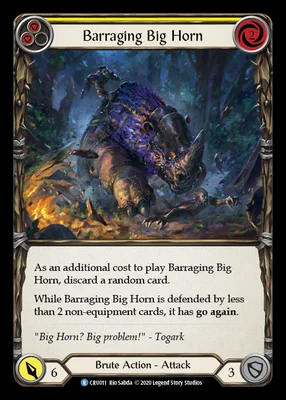 Barraging Big Horn
2
As an additional cost to play Barraging Big
Horn, discard a random card.
While Barraging Big Horn is defended by less
than 2 non-equipment cards, it has go again.
"Big Horn? Big problem!" - Togark
6
Brute Action - Attack
3
R CRU011 Rio Sabda ©2020 Legend Story Studios